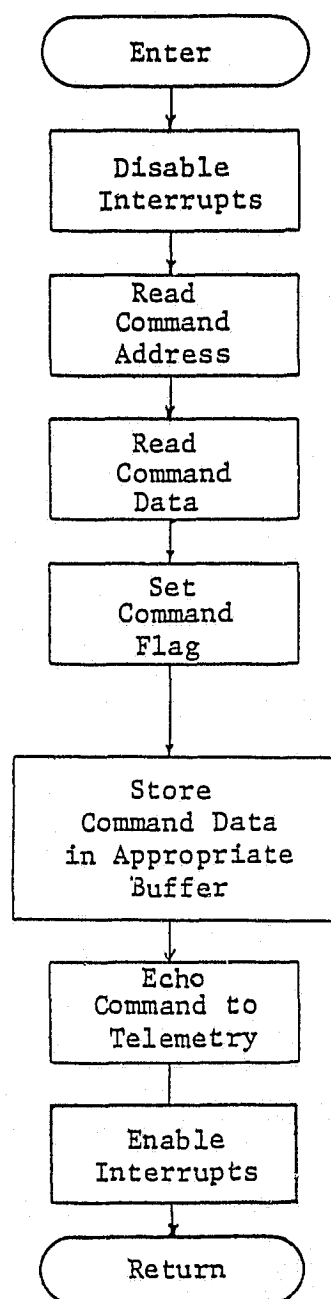 Enter
Disable
Interrupts
Read
Command
Address
Read
Command
Data
Set
Command
Flag
Store
Command Data
in Appropriate
Buffer
Echo
Command to
Telemetry
Enable
Interrupts
Return